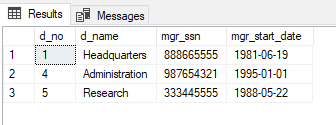 Results Messages
d_no d_name mgr_ssn mgr_start_date
1 1 Headquarters 888665555 1981-06-19
2 4 Administration 987654321 1995-01-01
3 5 Research 333445555 1988-05-22